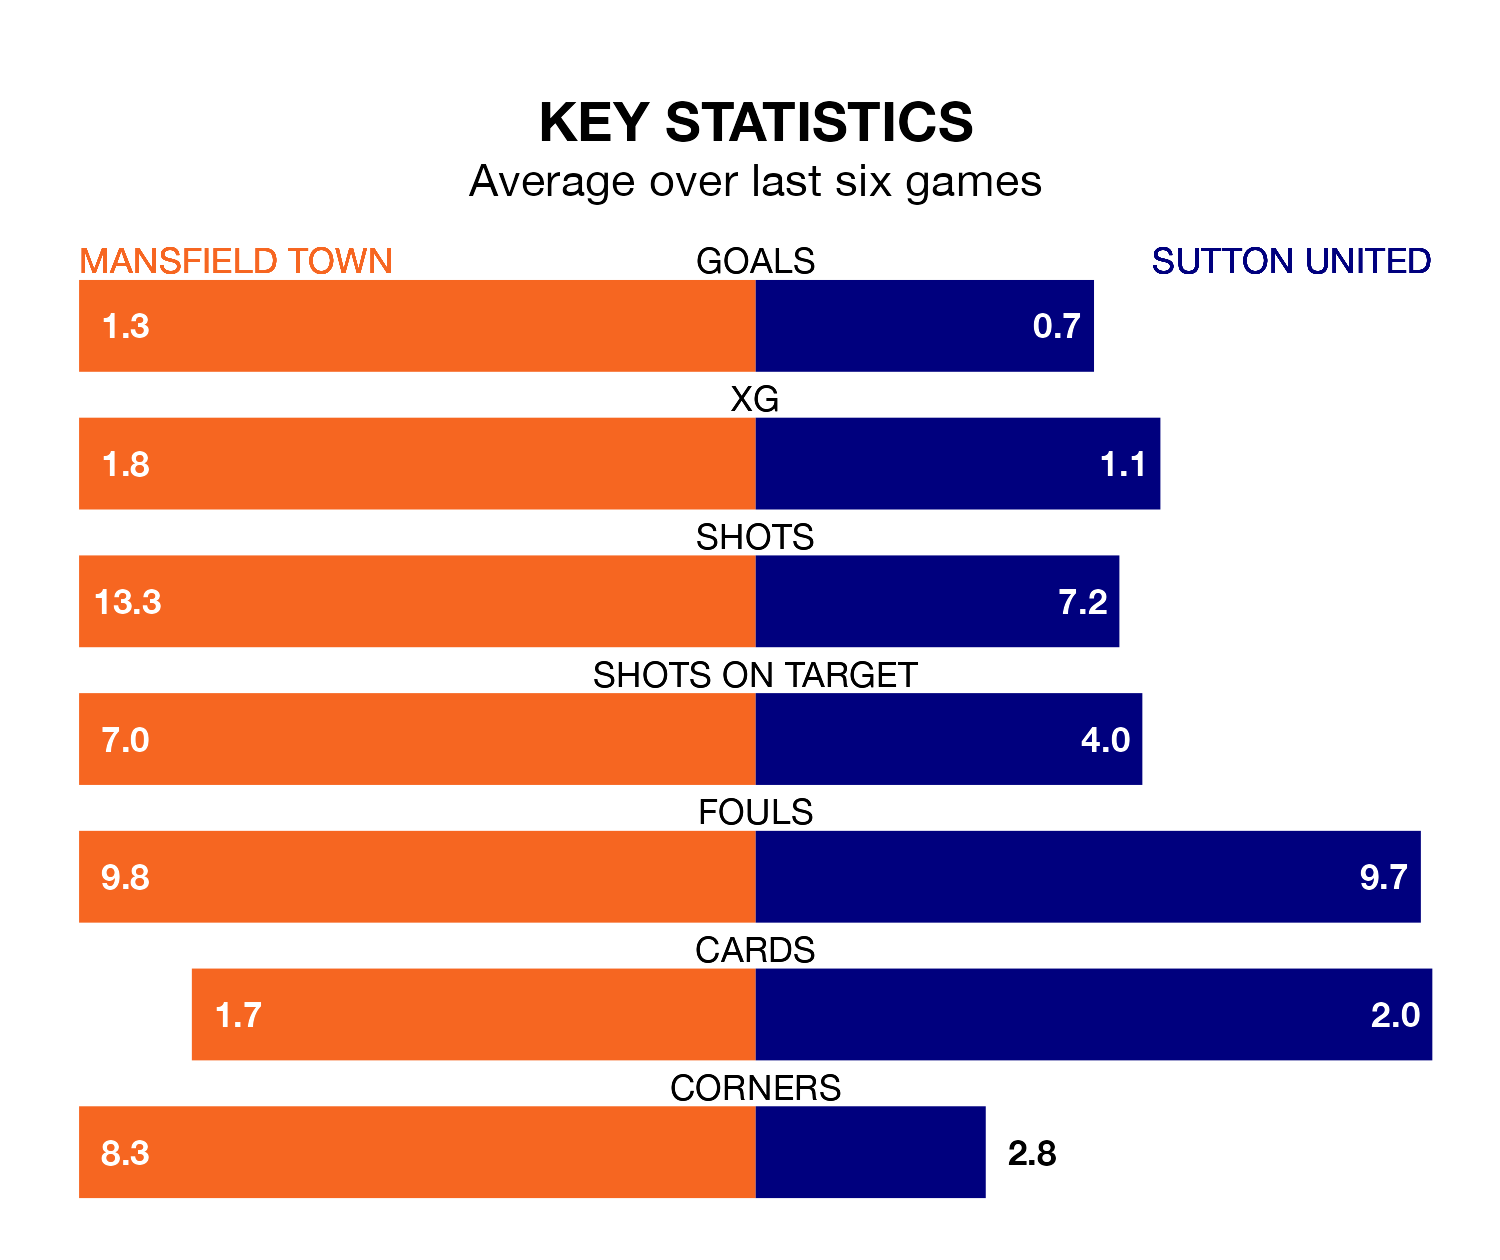 KEY STATISTICS
Average over last six games
MANSFIELD TOWN GOALS SUTTON UNITED
1.3 0.7
XG
1.8 1.1
SHOTS
13.3 7.2
SHOTS ON TARGET
7.0 4.0
FOULS
9.8 9.7
CARDS
1.7 2.0
CORNERS
8.3 2.8